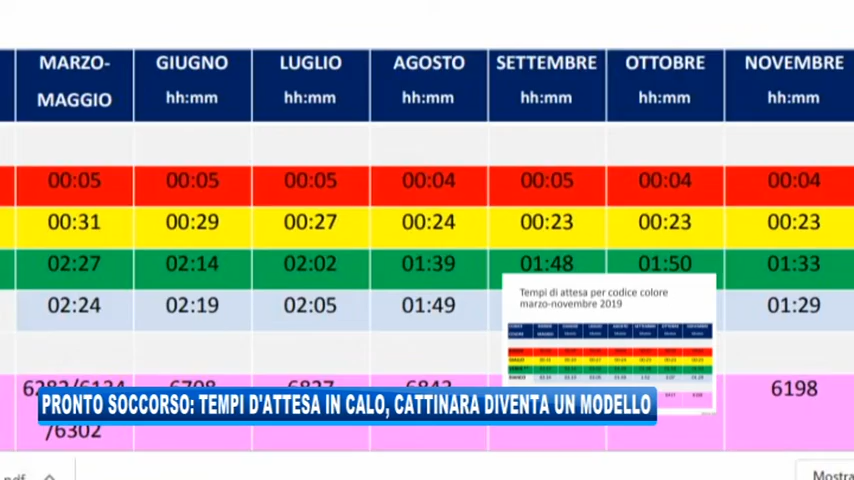 MARZO- GIUGNO LUGLIO AGOSTO SETTEMBRE OTTOBRE NOVEMBRE
MAGGIO hh:mm hh:mm hh:mm hh:mm hh:mm hh:mm
00:05 00:05 00:05 00:04 00:05 00:04 00:04
00:31 00:29 00:27 00:24 00:23 00:23 00:23
02:27 02:14 02:02 01:39 01:48 01:50 01:33
02:24 02:19 02:05 01:49 01:29
Tempi di attesa per codice colore
marzo-novembre 2019
6198
PRONTO SOCCORSO: TEMPI D'ATTESA IN CALO, CATTINARA DIVENTA UN MODELLO
/6302
Mostra